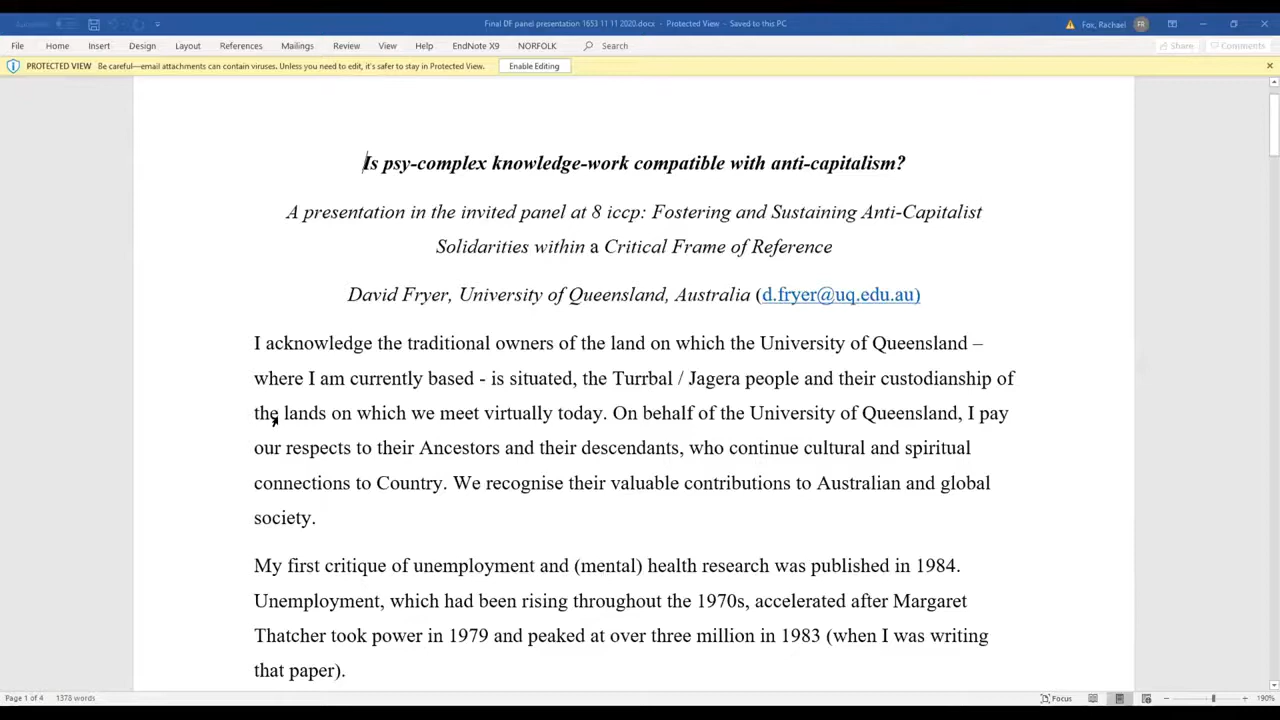 Final DF panel presentation 1653 11 11 2020.docx - Protected View - Saved to this PC
Fox, Rachael FR
File Home Insert Design Layout References Mailings Review View Help EndNote X9 NORFOLK Search Share Comments
PROTECTED VIEW Be careful—email attachments can contain viruses. Unless you need to edit, it's safer to stay in Protected View. Enable Editing
Is psy-complex knowledge-work compatible with anti-capitalism?
A presentation in the invited panel at 8 iccp: Fostering and Sustaining Anti-Capitalist
Solidarities within a Critical Frame of Reference
David Fryer, University of Queensland, Australia (d.fryer@uq.edu.au)
I acknowledge the traditional owners of the land on which the University of Queensland –
where I am currently based - is situated, the Turrbal / Jagera people and their custodianship of
the lands on which we meet virtually today. On behalf of the University of Queensland, I pay
our respects to their Ancestors and their descendants, who continue cultural and spiritual
connections to Country. We recognise their valuable contributions to Australian and global
society.
My first critique of unemployment and (mental) health research was published in 1984.
Unemployment, which had been rising throughout the 1970s, accelerated after Margaret
Thatcher took power in 1979 and peaked at over three million in 1983 (when I was writing
that paper).
Page 1 of 4 1378 words Focus 190%